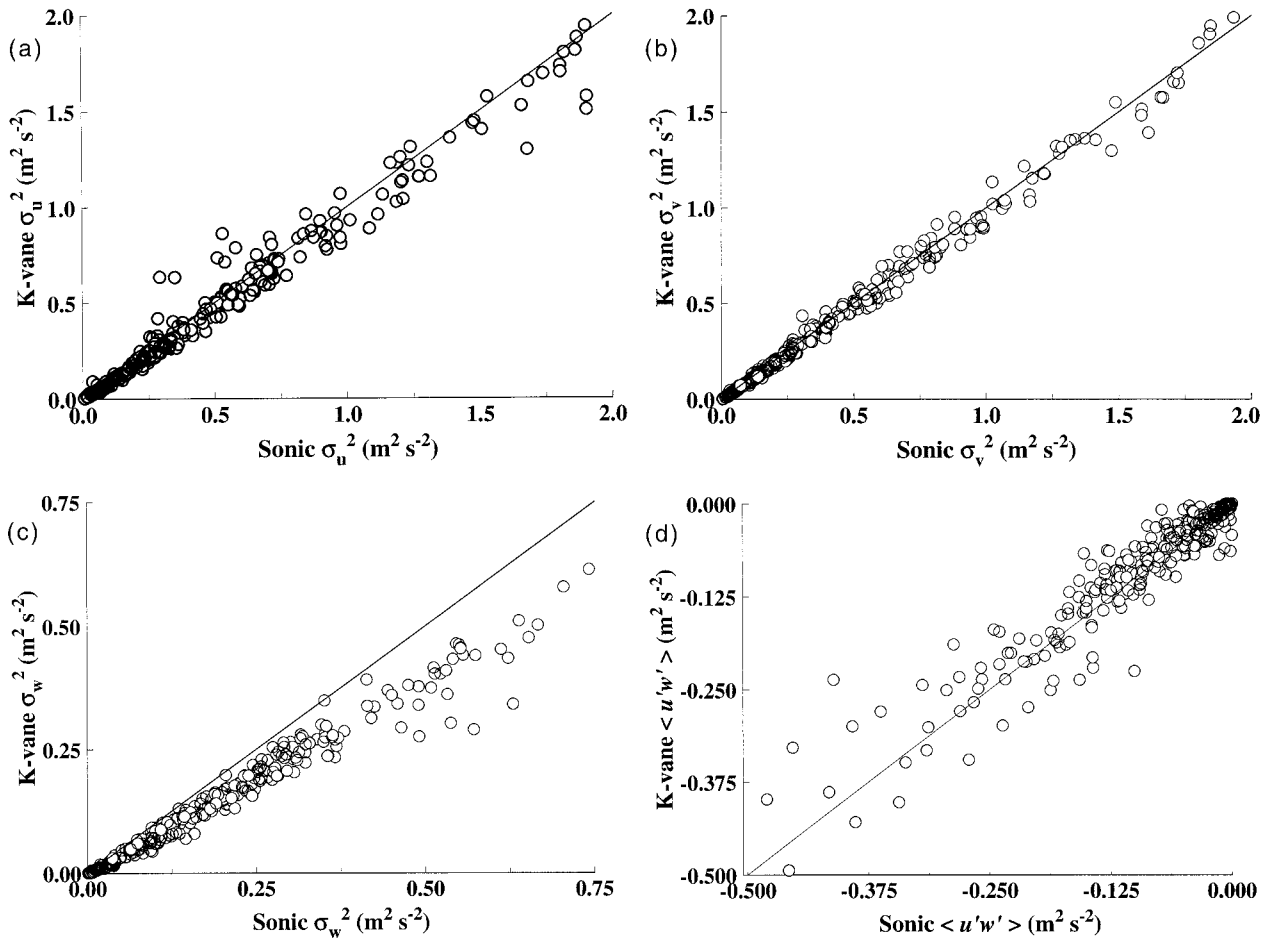 (a)
2.0
1.5
1.0
0.5
0.0
K-vane σu² (m² s⁻²)
0.0 0.5 1.0 1.5 2.0
Sonic σu² (m² s⁻²)
(b)
2.0
1.5
1.0
0.5
0.0
K-vane σv² (m² s⁻²)
0.0 0.5 1.0 1.5 2.0
Sonic σv² (m² s⁻²)
(c)
0.75
0.50
0.25
0.00
K-vane σw² (m² s⁻²)
0.00 0.25 0.50 0.75
Sonic σw² (m² s⁻²)
(d)
0.000
-0.125
-0.250
-0.375
-0.500
K-vane < u'w' > (m² s⁻²)
-0.500 -0.375 -0.250 -0.125 0.000
Sonic < u'w' > (m² s⁻²)